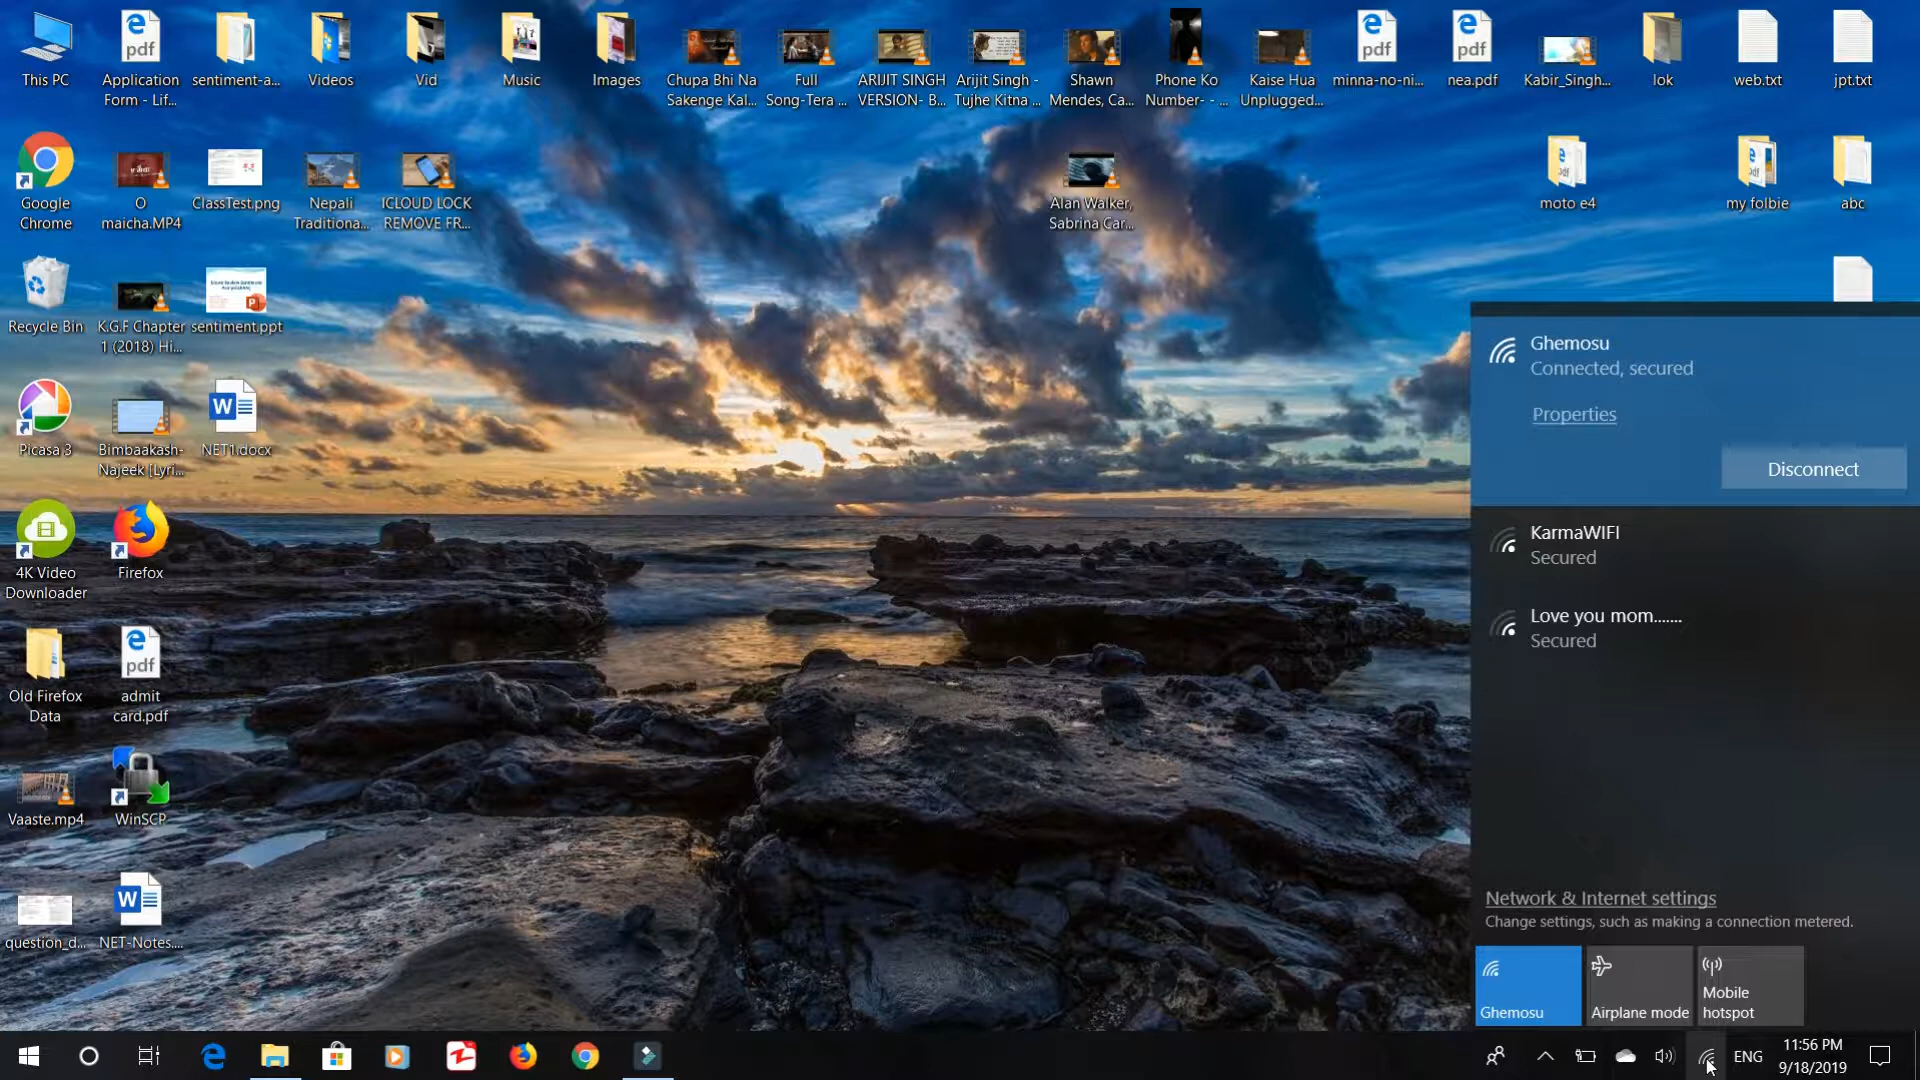 This PC
Application
Form - Lif...
sentiment-a...
Videos
Vid
Music
Images
Chupa Bhi Na
Sakenge Kal...
Full
Song-Tera ...
ARIJIT SINGH
VERSION- B...
Arijit Singh -
Tujhe Kitna ...
Shawn
Mendes, Ca...
Phone Ko
Number- - ...
Kaise Hua
Unplugged...
minna-no-ni...
nea.pdf
Kabir_Singh...
lok
web.txt
jpt.txt
Google
Chrome
O
maicha.MP4
ClassTest.png
Nepali
Traditiona...
ICLOUD LOCK
REMOVE FR...
Alan Walker,
Sabrina Car...
moto e4
my folbie
abc
Recycle Bin
K.G.F Chapter
1 (2018) Hi...
sentiment.ppt
Picasa 3
Bimbaakash-
Najeek [Lyri...
NET1.docx
4K Video
Downloader
Firefox
Old Firefox
Data
admit
card.pdf
Vaaste.mp4
WinSCP
question_d...
NET-Notes....
Ghemosu
Connected, secured
Properties
Disconnect
KarmaWIFI
Secured
Love you mom.......
Secured
Network & Internet settings
Change settings, such as making a connection metered.
Ghemosu
Airplane mode
Mobile
hotspot
ENG
11:56 PM
9/18/2019